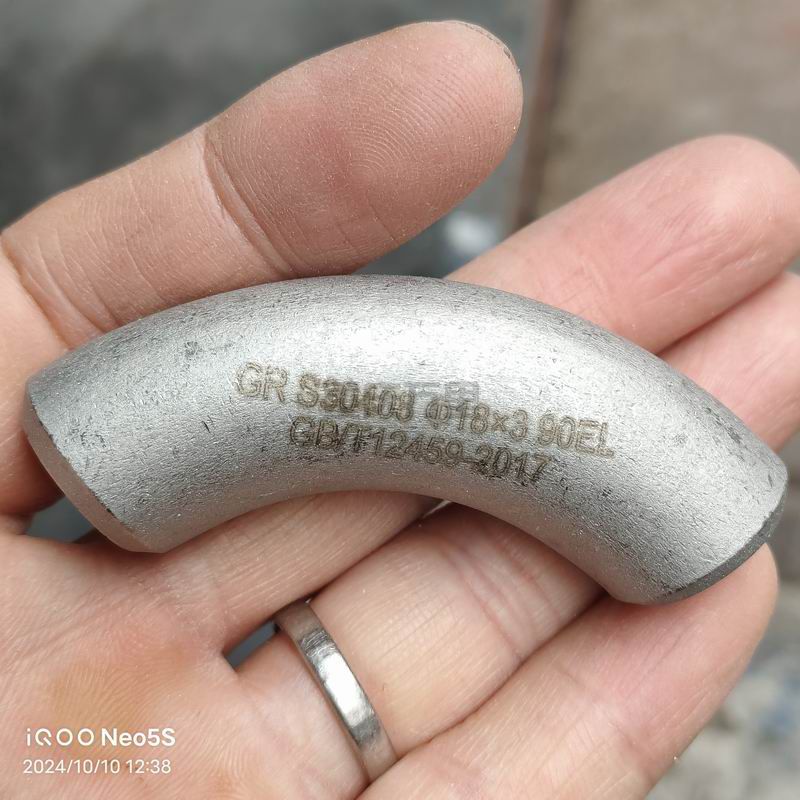 GR S30408 Φ18×3 90EL
GB/T12459-2017
iQOO Neo5S
2024/10/10 12:38